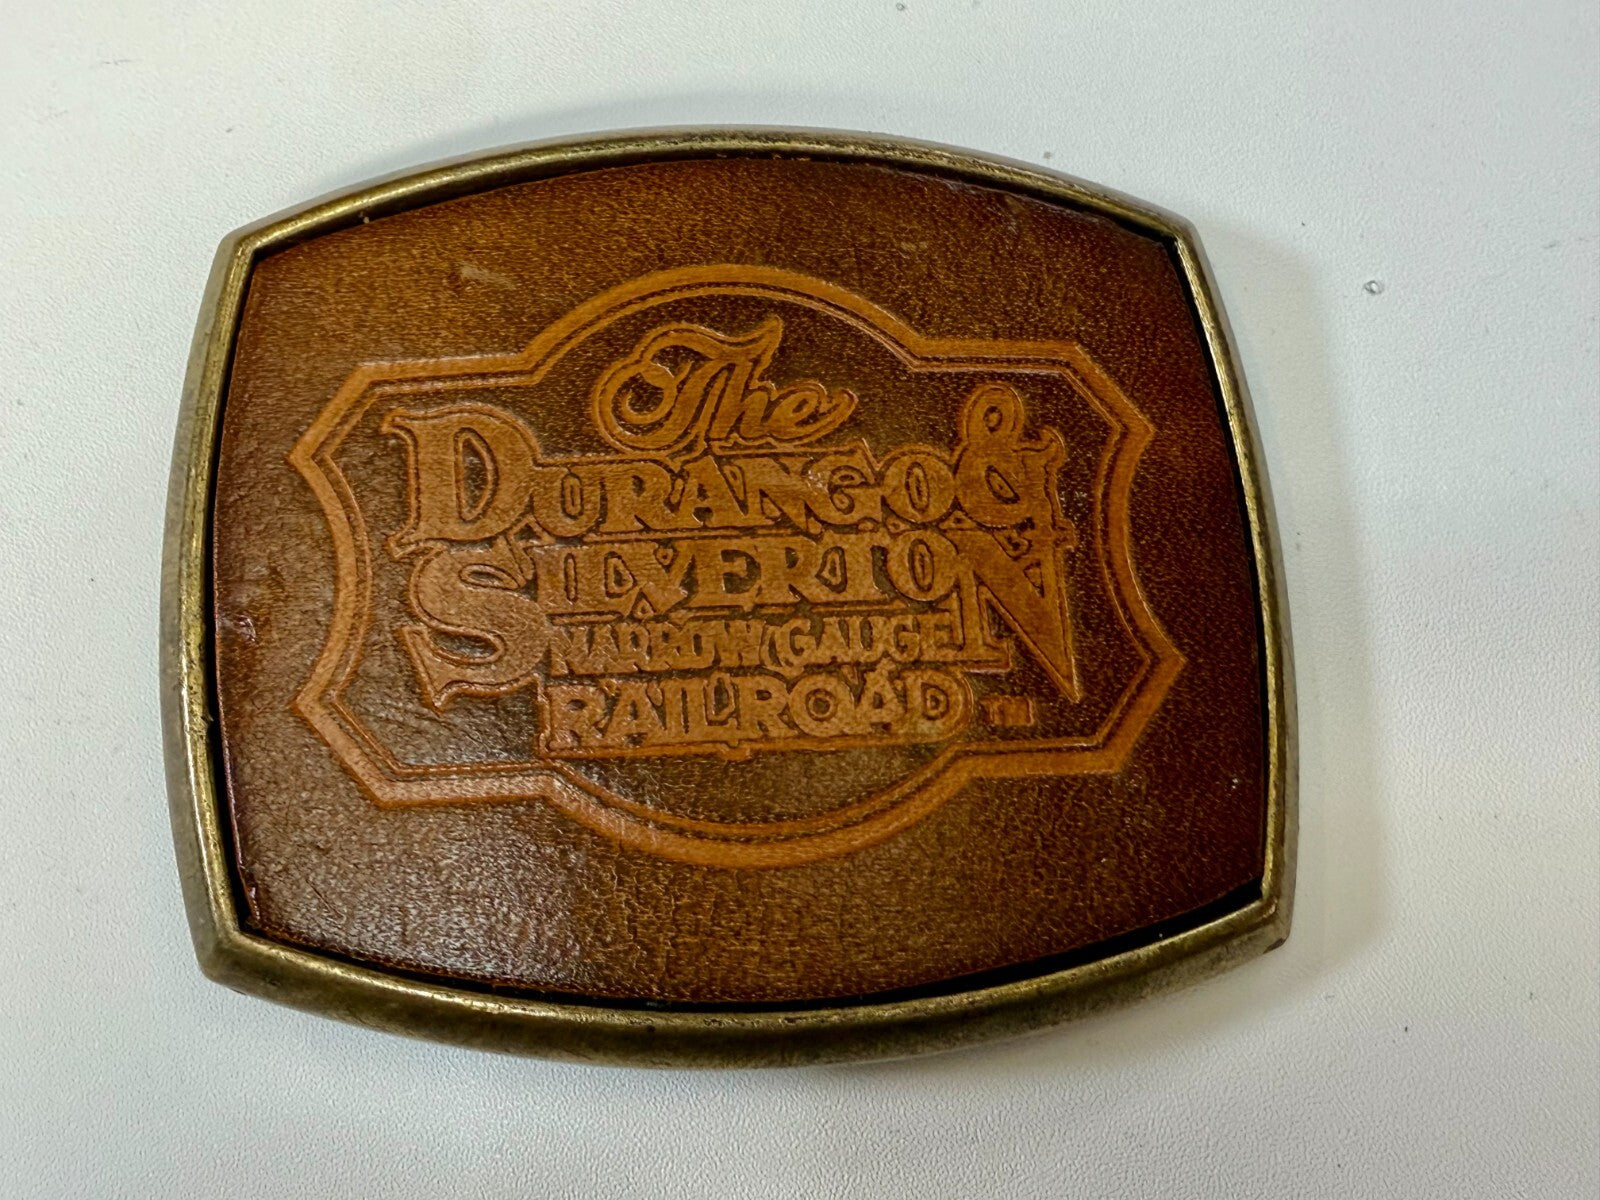 The
DURANGO &
SILVERTON
NARROW GAUGE
RAILROAD TM